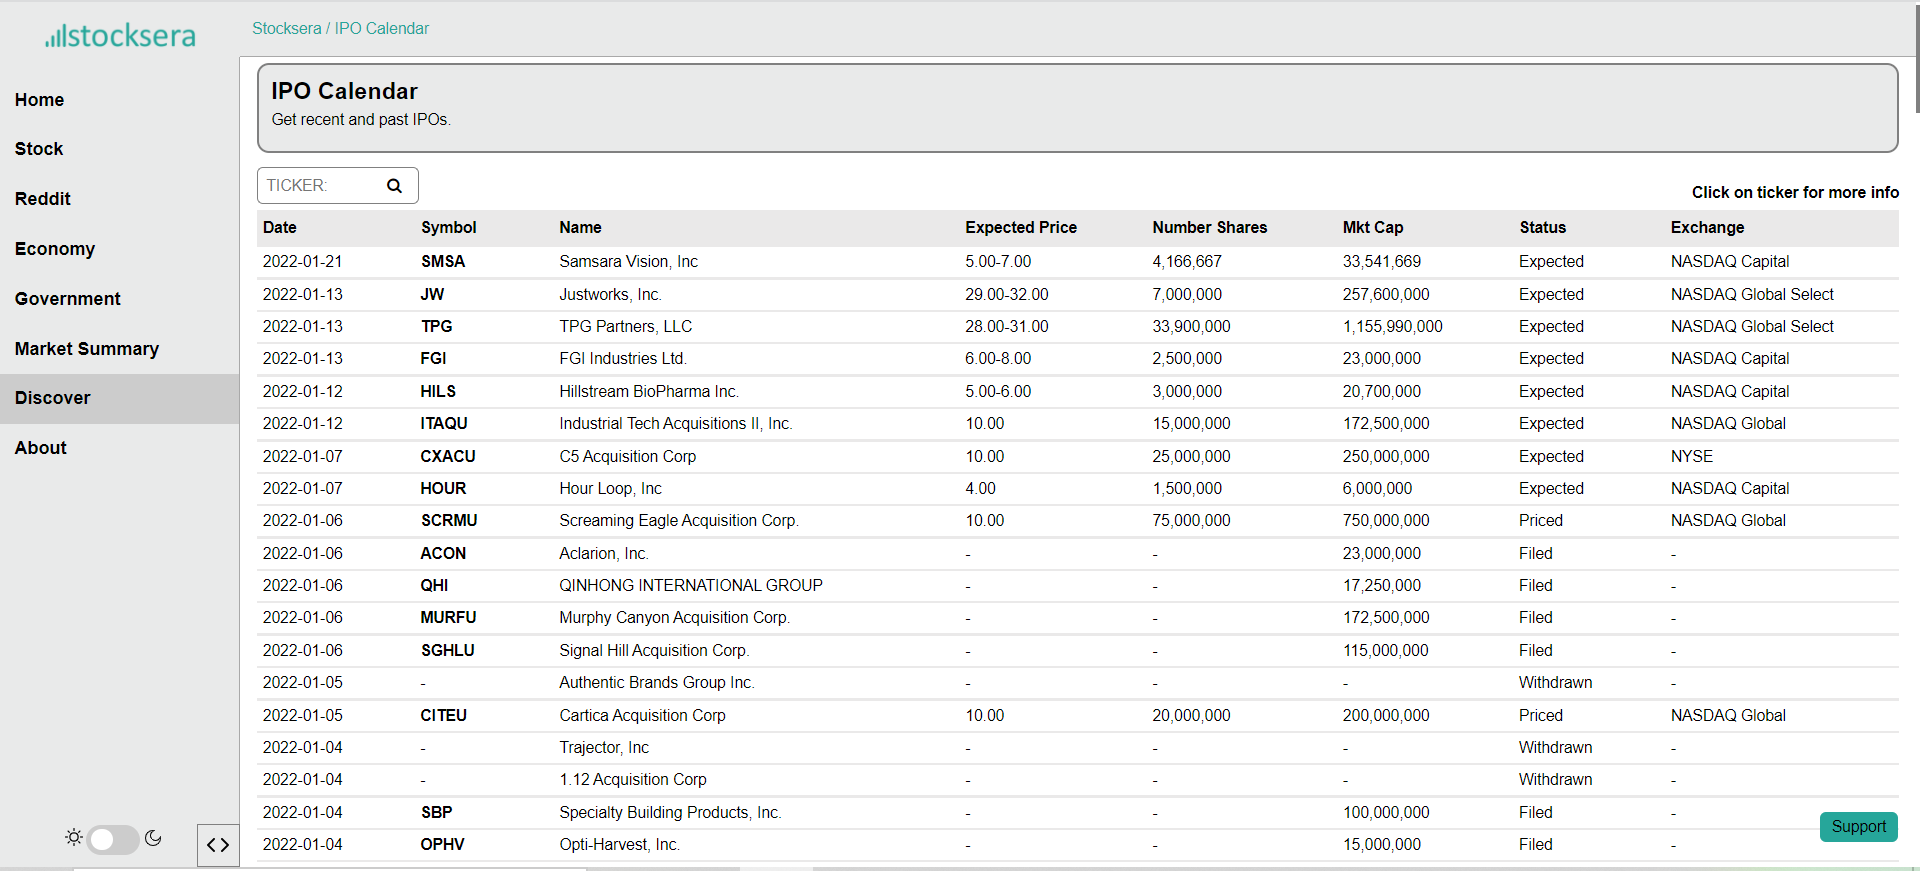 stocksera
Stocksera / IPO Calendar
Home
Stock
Reddit
Economy
Government
Market Summary
Discover
About
IPO Calendar
Get recent and past IPOs.
TICKER:
Click on ticker for more info
Date Symbol Name Expected Price Number Shares Mkt Cap Status Exchange
2022-01-21 SMSA Samsara Vision, Inc 5.00-7.00 4,166,667 33,541,669 Expected NASDAQ Capital
2022-01-13 JW Justworks, Inc. 29.00-32.00 7,000,000 257,600,000 Expected NASDAQ Global Select
2022-01-13 TPG TPG Partners, LLC 28.00-31.00 33,900,000 1,155,990,000 Expected NASDAQ Global Select
2022-01-13 FGI FGI Industries Ltd. 6.00-8.00 2,500,000 23,000,000 Expected NASDAQ Capital
2022-01-12 HILS Hillstream BioPharma Inc. 5.00-6.00 3,000,000 20,700,000 Expected NASDAQ Capital
2022-01-12 ITAQU Industrial Tech Acquisitions II, Inc. 10.00 15,000,000 172,500,000 Expected NASDAQ Global
2022-01-07 CXACU C5 Acquisition Corp 10.00 25,000,000 250,000,000 Expected NYSE
2022-01-07 HOUR Hour Loop, Inc 4.00 1,500,000 6,000,000 Expected NASDAQ Capital
2022-01-06 SCRMU Screaming Eagle Acquisition Corp. 10.00 75,000,000 750,000,000 Priced NASDAQ Global
2022-01-06 ACON Aclarion, Inc. - - 23,000,000 Filed -
2022-01-06 QHI QINHONG INTERNATIONAL GROUP - - 17,250,000 Filed -
2022-01-06 MURFU Murphy Canyon Acquisition Corp. - - 172,500,000 Filed -
2022-01-06 SGHLU Signal Hill Acquisition Corp. - - 115,000,000 Filed -
2022-01-05 - Authentic Brands Group Inc. - - - Withdrawn -
2022-01-05 CITEU Cartica Acquisition Corp 10.00 20,000,000 200,000,000 Priced NASDAQ Global
2022-01-04 - Trajector, Inc - - - Withdrawn -
2022-01-04 - 1.12 Acquisition Corp - - - Withdrawn -
2022-01-04 SBP Specialty Building Products, Inc. - - 100,000,000 Filed -
2022-01-04 OPHV Opti-Harvest, Inc. - - 15,000,000 Filed -
Support